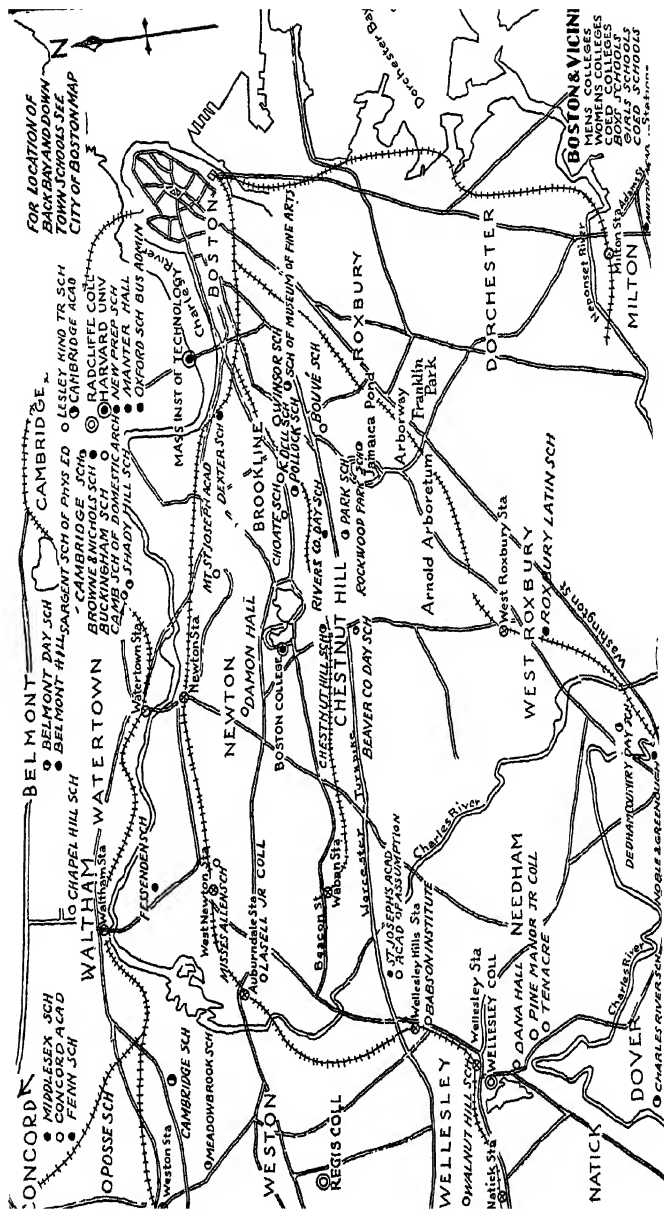 CONCORD
MIDDLESEX SCH
CONCORD ACAD
FENN SCH
POSSE SCH
Weston Sta
CAMBRIDGE SCH
MEADOWBROOK SCH
WESTON
REGIS COLL
WELLESLEY
WALNUT HILL SCH
Natick Sta
NATICK
BELMONT
BELMONT DAY SCH
BELMONT HILL
CHAPEL HILL SCH
WALTHAM
Waltham Sta
WATERTOWN
Watertown Sta
FESSENDEN SCH
West Newton Sta
MISSES ALLEN SCH
Auburndale Sta
LASELL JR COLL
Newton Sta
NEWTON
DAMON HALL
BOSTON COLLEGE
Beacon St
Waban Sta
CHESTNUT HILL SCH
CHESTNUT HILL
Worcester Turnpike
BEAVER CO DAY SCH
ST JOSEPH'S ACAD
ACAD OF ASSUMPTION
Wellesley Hills Sta
BABSON INSTITUTE
Charles River
Wellesley Sta
WELLESLEY COLL
DANA HALL
PINE MANOR JR COLL
TENACRE
NEEDHAM
Charles River
DOVER
CHARLES RIVER SCH
NOBLE & GREENOUGH
DEDHAM COUNTRY DAY SCH
CAMBRIDGE
SARGENT SCH OF PHYS ED
CAMBRIDGE SCH
BROWNE & NICHOLS SCH
BUCKINGHAM SCH
CAMB SCH OF DOMESTIC ARCH
SHADY HILL SCH
LESLEY KIND TR SCH
CAMBRIDGE ACAD
RADCLIFFE COLL
HARVARD UNIV
NEW PREP SCH
MANTER HALL
OXFORD SCH BUS ADMIN
MASS INST OF TECHNOLOGY
Charles River
BOSTON
MT ST JOSEPH ACAD
DEXTER SCH
BROOKLINE
CHOATE SCH
WINSOR SCH
POLLOCK SCH
SCH OF MUSEUM OF FINE ARTS
RIVERS CO. DAY SCH
BOUVÉ SCH
PARK SCH
ROCKWOOD PARK SCH
Jamaica Pond
Arborway
Arnold Arboretum
Franklin Park
ROXBURY
West Roxbury Sta
WEST ROXBURY
ROXBURY LATIN SCH
Washington St
DORCHESTER
Neponset River
Milton Sta
Adams St
MILTON
FOR LOCATION OF
BACK BAY AND DOWN
TOWN SCHOOLS SEE
CITY OF BOSTON MAP
N
BOSTON & VICINI
MENS COLLEGES
WOMENS COLLEGES
COED COLLEGES
BOYS SCHOOLS
GIRLS SCHOOLS
COED SCHOOLS